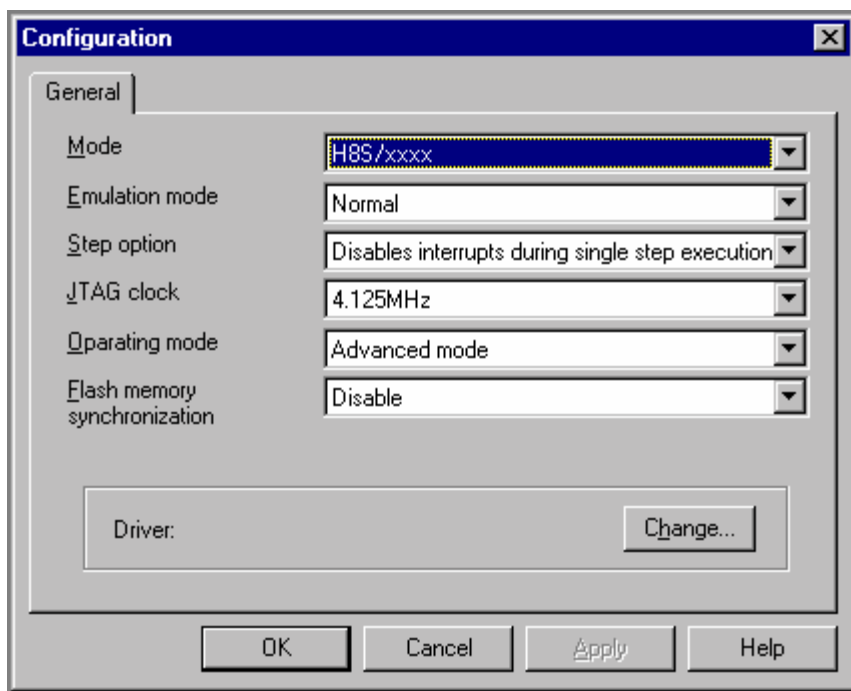 Configuration
General
Mode H8S/xxxx
Emulation mode Normal
Step option Disables interrupts during single step execution
JTAG clock 4.125MHz
Oparating mode Advanced mode
Flash memory Disable
synchronization
Driver: Change...
OK Cancel Apply Help